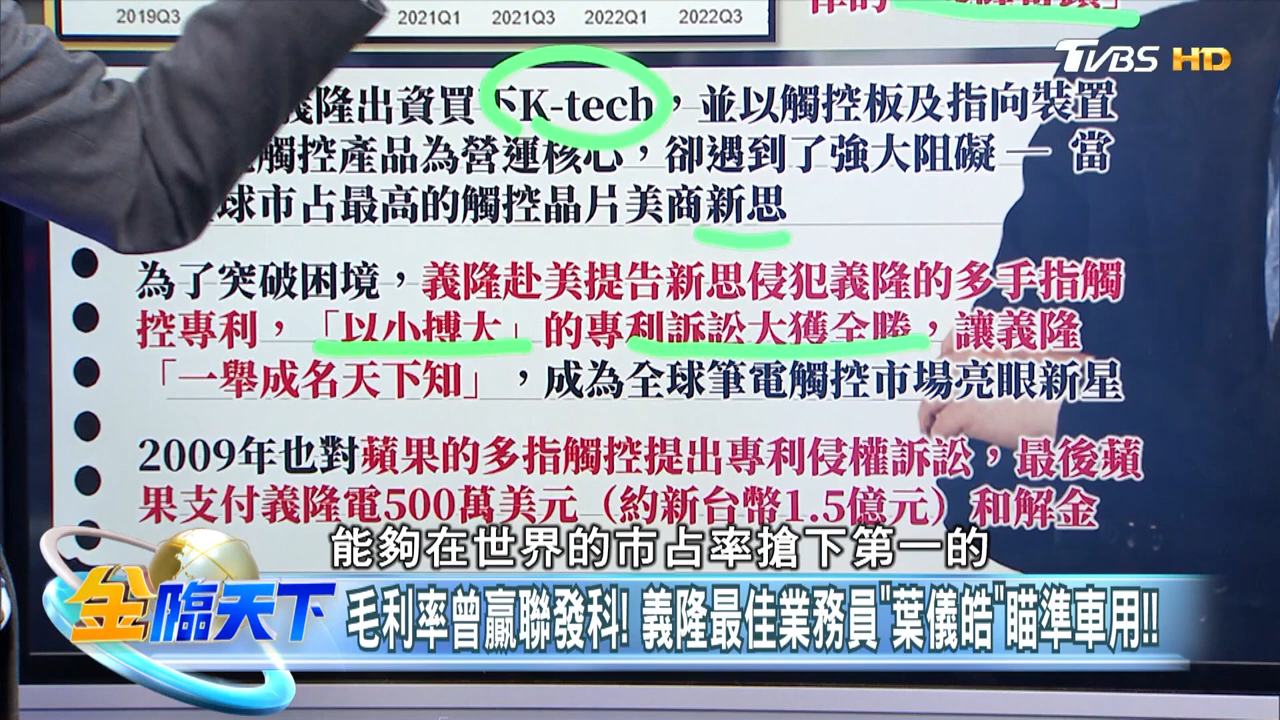 2019Q3
2021Q1 2021Q3 2022Q1 2022Q3
TVBS HD
義隆出資買下K-tech，並以觸控板及指向裝置
觸控產品為營運核心，卻遇到了強大阻礙 — 當
球市占最高的觸控晶片美商新思
為了突破困境，義隆赴美提告新思侵犯義隆的多手指觸
控專利，「以小搏大」的專利訴訟大獲全勝，讓義隆
「一舉成名天下知」，成為全球筆電觸控市場亮眼新星
2009年也對蘋果的多指觸控提出專利侵權訴訟，最後蘋
果支付義隆電500萬美元（約新台幣1.5億元）和解金
能夠在世界的市占率搶下第一的
金臨天下
毛利率曾贏聯發科! 義隆最佳業務員"葉儀皓"瞄準車用!!